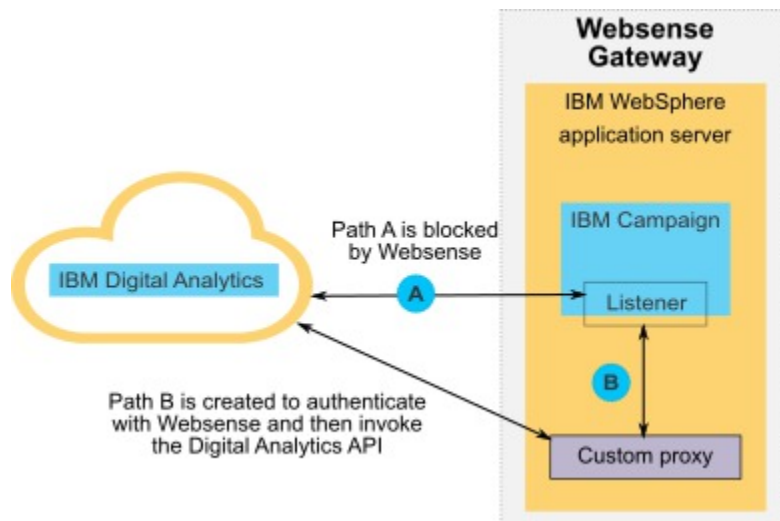 Websense
Gateway
IBM WebSphere
application server
IBM Campaign
Listener
Path A is blocked
by Websense
IBM Digital Analytics
A
B
Path B is created to authenticate
with Websense and then invoke
the Digital Analytics API
Custom proxy